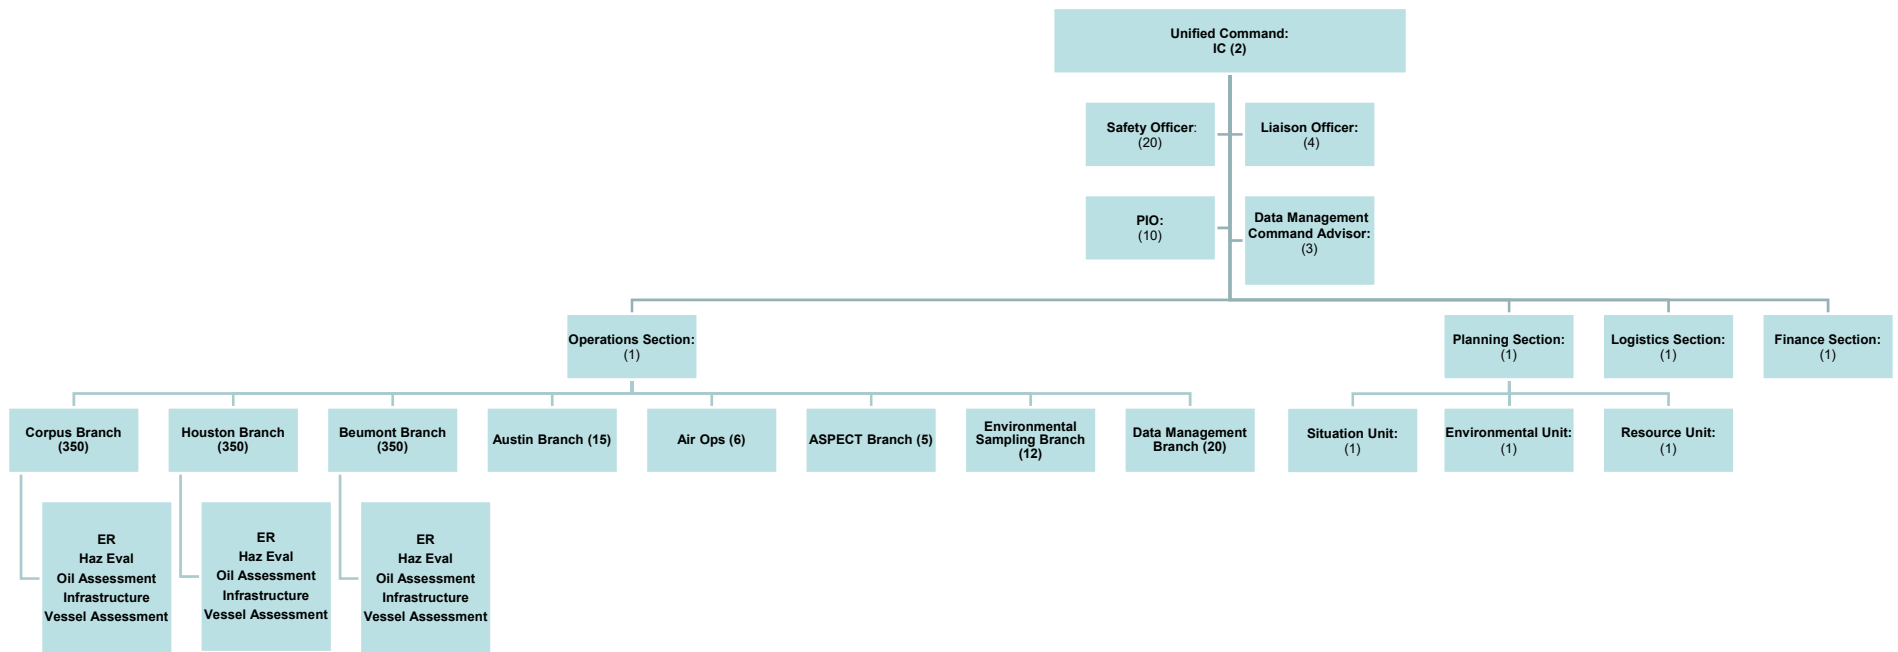 Unified Command:
IC (2)
Safety Officer:
(20)
Liaison Officer:
(4)
PIO:
(10)
Data Management
Command Advisor:
(3)
Operations Section:
(1)
Planning Section:
(1)
Logistics Section:
(1)
Finance Section:
(1)
Corpus Branch
(350)
Houston Branch
(350)
Beumont Branch
(350)
Austin Branch (15)
Air Ops (6)
ASPECT Branch (5)
Environmental
Sampling Branch
(12)
Data Management
Branch (20)
Situation Unit:
(1)
Environmental Unit:
(1)
Resource Unit:
(1)
ER
Haz Eval
Oil Assessment
Infrastructure
Vessel Assessment
ER
Haz Eval
Oil Assessment
Infrastructure
Vessel Assessment
ER
Haz Eval
Oil Assessment
Infrastructure
Vessel Assessment